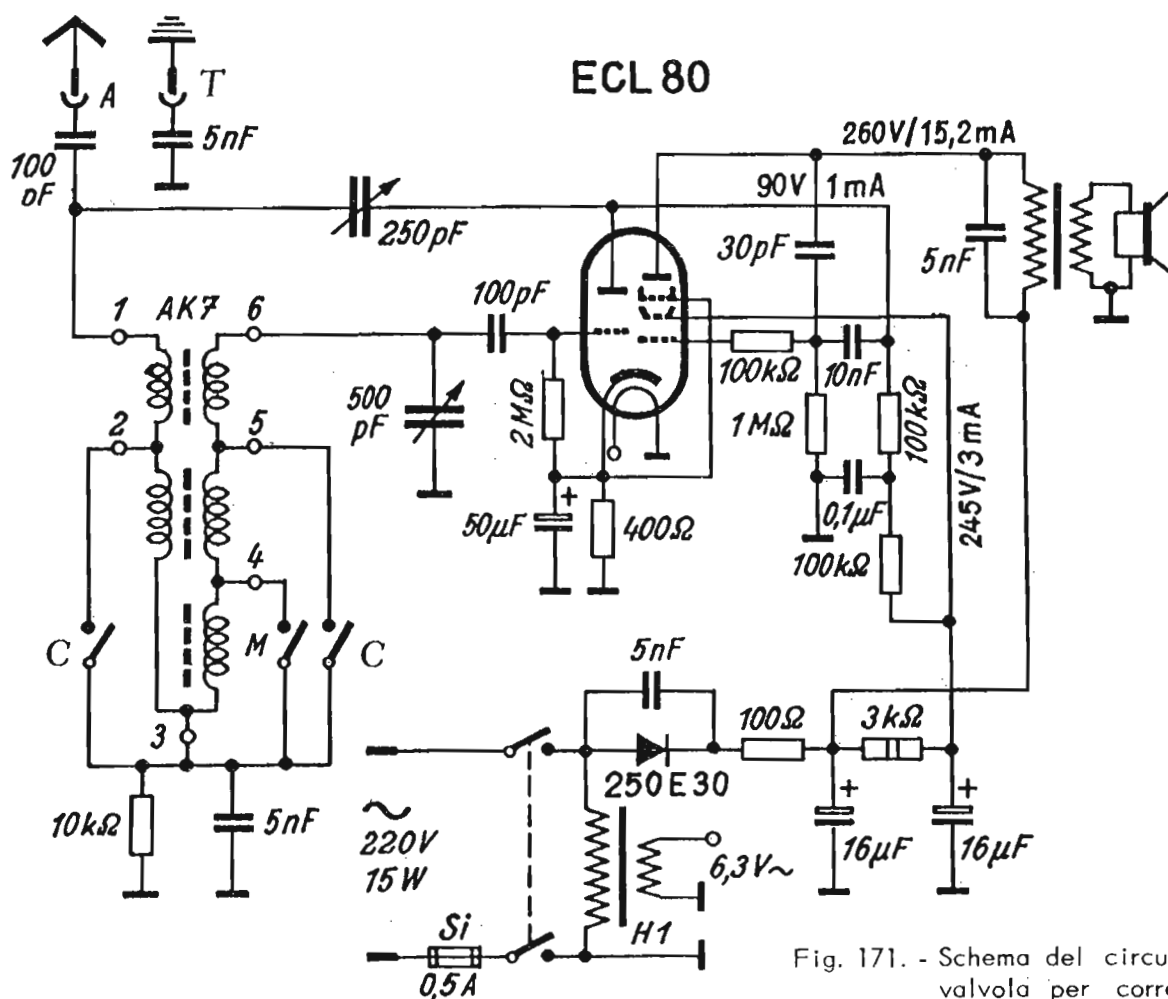 ECL 80
A
T
100
pF
5nF
260V/15,2mA
90V 1mA
250pF
30pF
5nF
1 AK7 6
100pF
2 5
500
pF
2MΩ
100kΩ
10nF
1MΩ
100kΩ
4
50µF
+
400Ω
0,1µF
100kΩ
245V/3mA
C
M
C
3
5nF
100Ω
3kΩ
250E30
10kΩ
5nF
220V
15W
6,3V~
+
16µF
+
16µF
Si
0,5A
H1
Fig. 171. - Schema del circu
valvola per corre